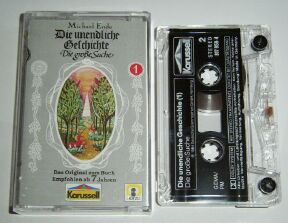 Michael Ende
Die unendliche
Geschichte
Die große Suche
1
Das Original zum Buch
Empfohlen ab 7 Jahren
Karussell
Karussell
2
STEREO
Die unendliche Geschichte (1)
Die große Suche